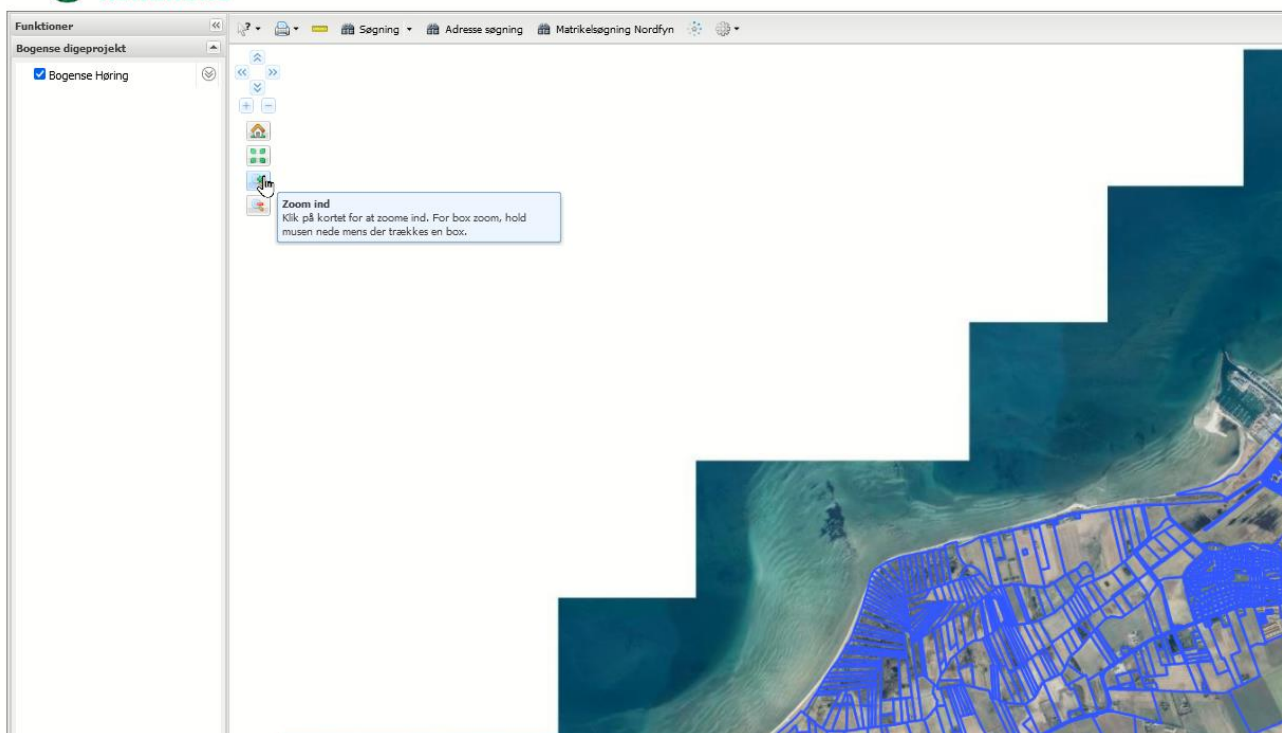 Funktioner
Søgning
Adresse søgning
Matrikelsøgning Nordfyn
Bogense digeprojekt
Bogense Høring
Zoom ind
Klik på kortet for at zoome ind. For box zoom, hold
musen nede mens der trækkes en box.